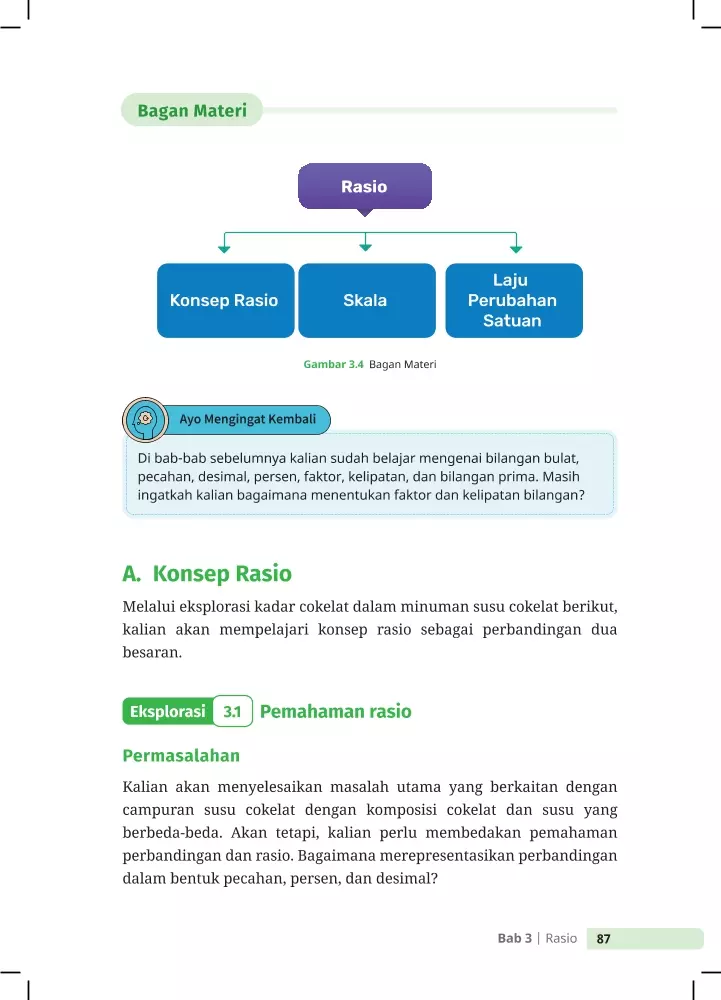 Bagan Materi
Rasio
Konsep Rasio
Skala
Laju
Perubahan
Satuan
Gambar 3.4 Bagan Materi
Ayo Mengingat Kembali
Di bab-bab sebelumnya kalian sudah belajar mengenai bilangan bulat,
pecahan, desimal, persen, faktor, kelipatan, dan bilangan prima. Masih
ingatkah kalian bagaimana menentukan faktor dan kelipatan bilangan?
A. Konsep Rasio
Melalui eksplorasi kadar cokelat dalam minuman susu cokelat berikut,
kalian akan mempelajari konsep rasio sebagai perbandingan dua
besaran.
Eksplorasi 3.1 Pemahaman rasio
Permasalahan
Kalian akan menyelesaikan masalah utama yang berkaitan dengan
campuran susu cokelat dengan komposisi cokelat dan susu yang
berbeda-beda. Akan tetapi, kalian perlu membedakan pemahaman
perbandingan dan rasio. Bagaimana merepresentasikan perbandingan
dalam bentuk pecahan, persen, dan desimal?
Bab 3 | Rasio 87